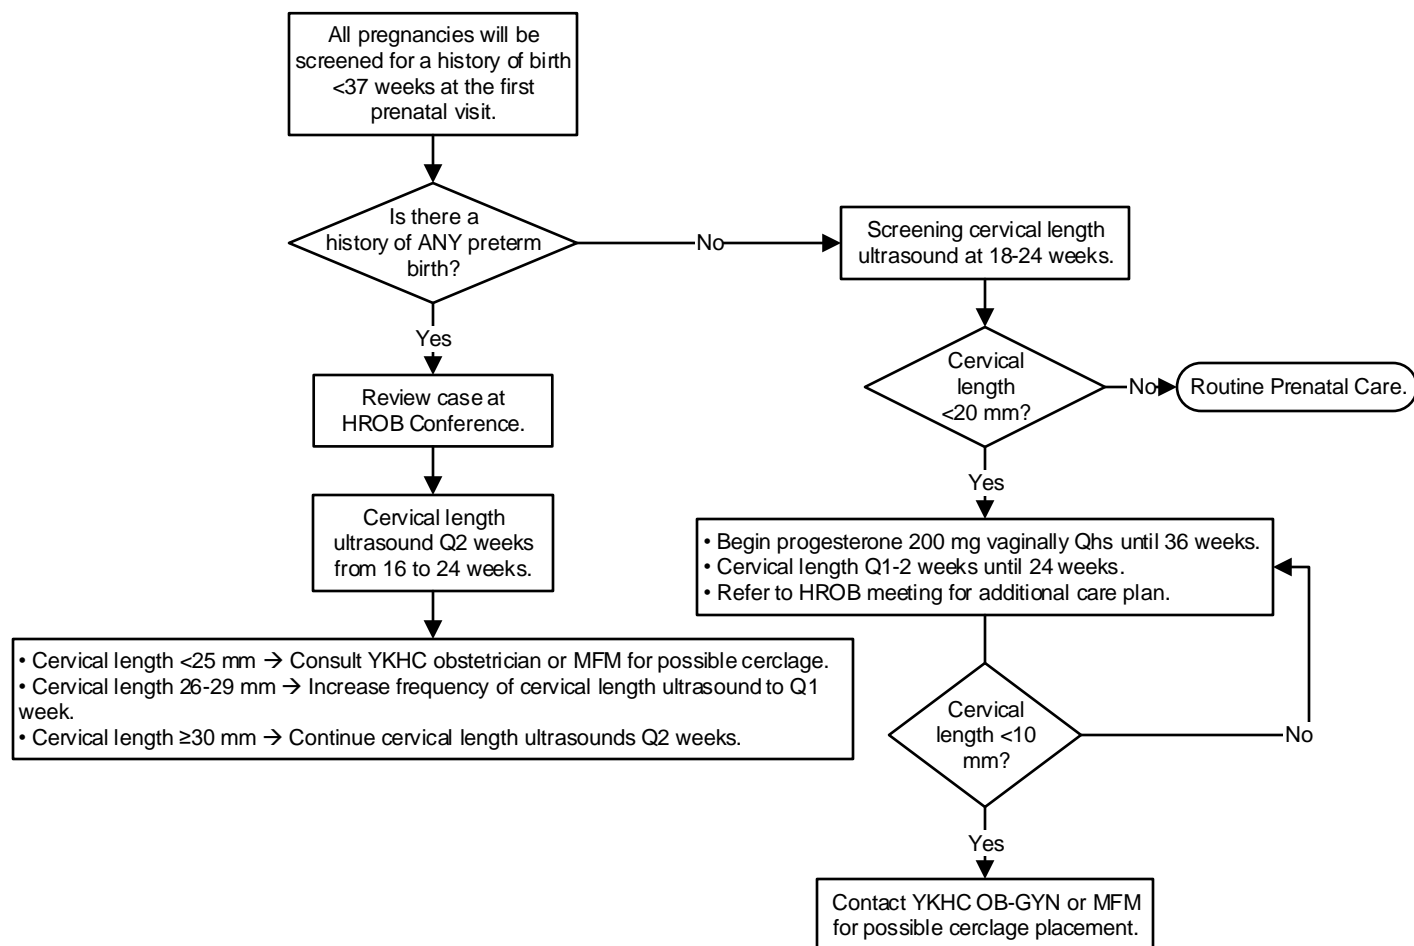 All pregnancies will be
screened for a history of birth
<37 weeks at the first
prenatal visit.
Is there a
history of ANY preterm
birth?
No
Screening cervical length
ultrasound at 18-24 weeks.
Yes
Cervical
length
<20 mm?
No
Routine Prenatal Care.
Review case at
HROB Conference.
Yes
Cervical length
ultrasound Q2 weeks
from 16 to 24 weeks.
• Begin progesterone 200 mg vaginally Qhs until 36 weeks.
• Cervical length Q1-2 weeks until 24 weeks.
• Refer to HROB meeting for additional care plan.
• Cervical length <25 mm → Consult YKHC obstetrician or MFM for possible cerclage.
• Cervical length 26-29 mm → Increase frequency of cervical length ultrasound to Q1
week.
• Cervical length ≥30 mm → Continue cervical length ultrasounds Q2 weeks.
Cervical
length <10
mm?
No
Yes
Contact YKHC OB-GYN or MFM
for possible cerclage placement.